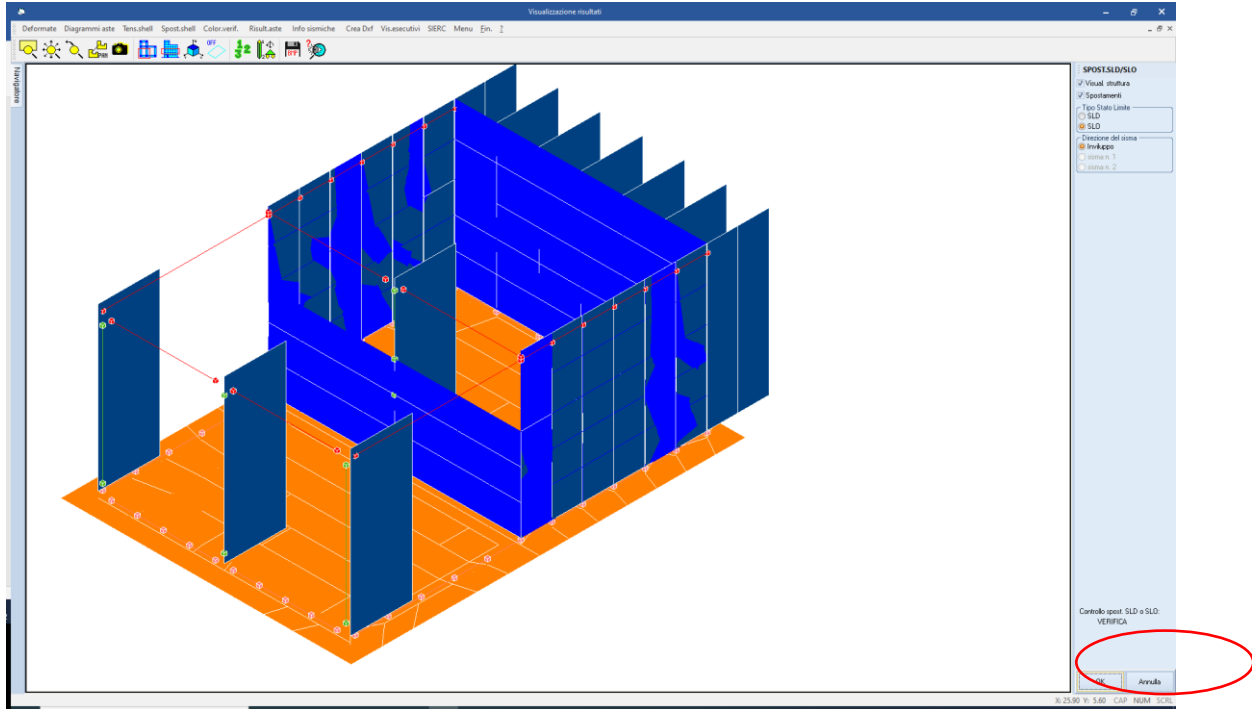 Visualizzazione risultati
Deformate Diagrammi aste Tens.shell Spost.shell Color.verif. Risult.aste Info sismiche Crea Dxf Vis.esecutivi SIERC Menu Fin. ?
OFF
PAN
Navigatore
SPOST.SLD/SLO
Visual. struttura
Spostamenti
Tipo Stato Limite
SLD
SLO
Direzione del sisma
Inviluppo
sisma n. 1
sisma n. 2
Controllo spost. SLD o SLO:
VERIFICA
OK Annulla
X: 25.90 Y: 5.60 CAP NUM SCRL